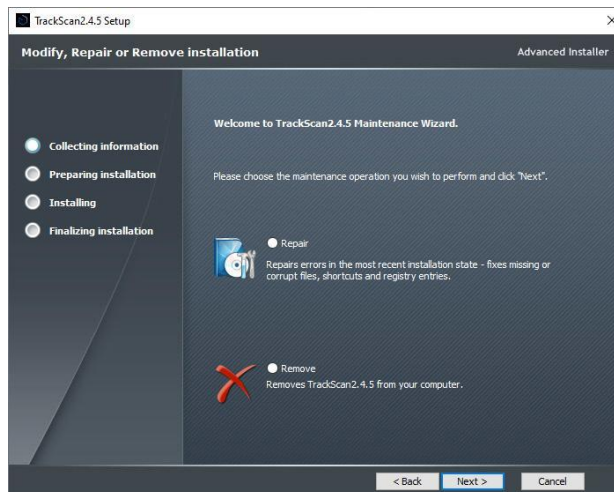 TrackScan2.4.5 Setup
Modify, Repair or Remove installation
Advanced Installer
Welcome to TrackScan2.4.5 Maintenance Wizard.
Collecting information
Preparing installation
Installing
Finalizing installation
Please choose the maintenance operation you wish to perform and click "Next".
Repair
Repairs errors in the most recent installation state - fixes missing or
corrupt files, shortcuts and registry entries.
Remove
Removes TrackScan2.4.5 from your computer.
< Back
Next >
Cancel